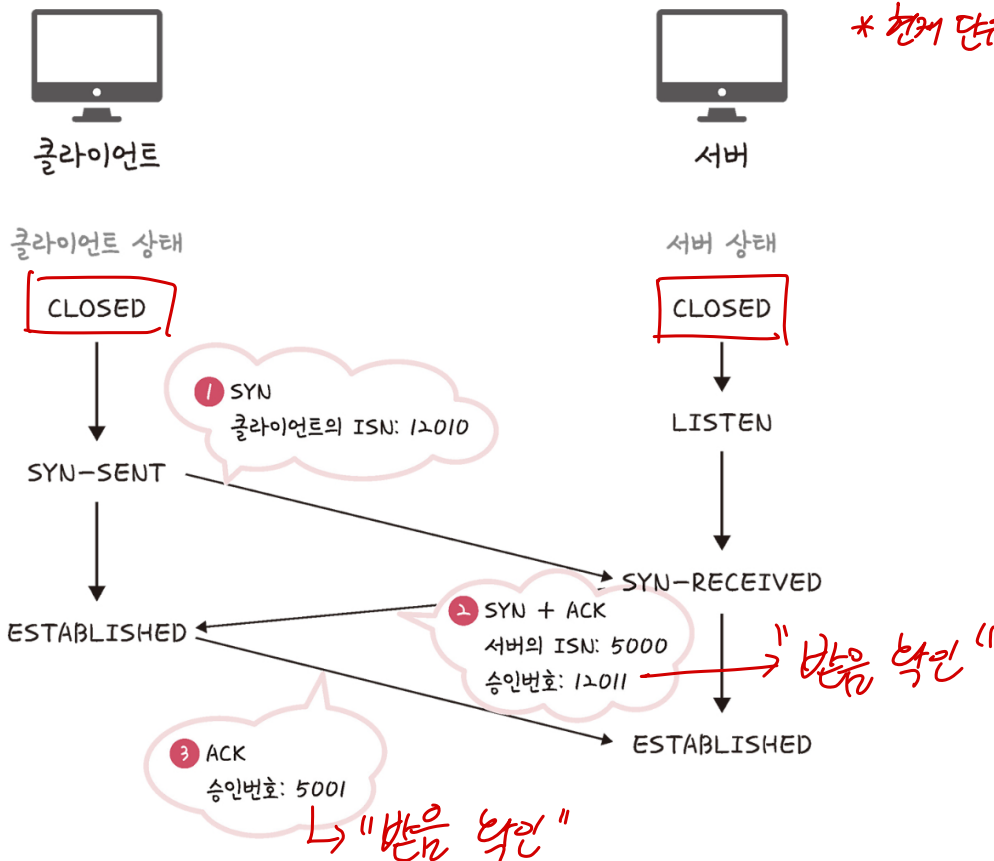 * 현재
클라이언트
서버
클라이언트 상태
서버 상태
CLOSED
CLOSED
1 SYN
클라이언트의 ISN: 12010
LISTEN
SYN-SENT
SYN-RECEIVED
2 SYN + ACK
서버의 ISN: 5000
승인번호: 12011
"받음 확인"
ESTABLISHED
ESTABLISHED
3 ACK
승인번호: 5001
"받음 확인"